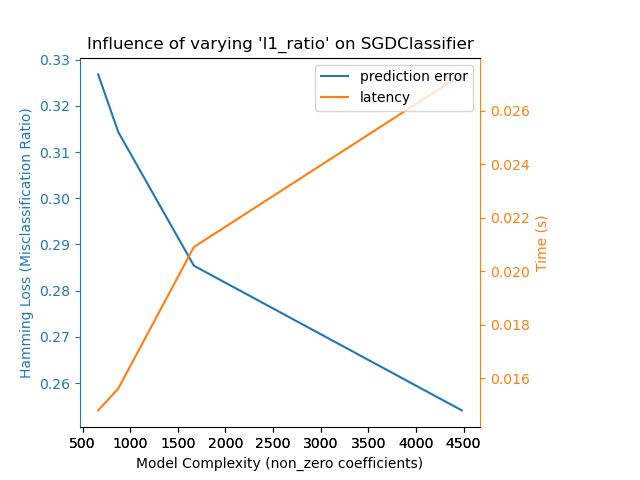 Influence of varying 'l1_ratio' on SGDClassifier
prediction error
latency
Hamming Loss (Misclassification Ratio)
0.33
0.32
0.31
0.30
0.29
0.28
0.27
0.26
0.026
0.024
0.022
0.020
0.018
0.016
Time (s)
500 1000 1500 2000 2500 3000 3500 4000 4500
Model Complexity (non_zero coefficients)